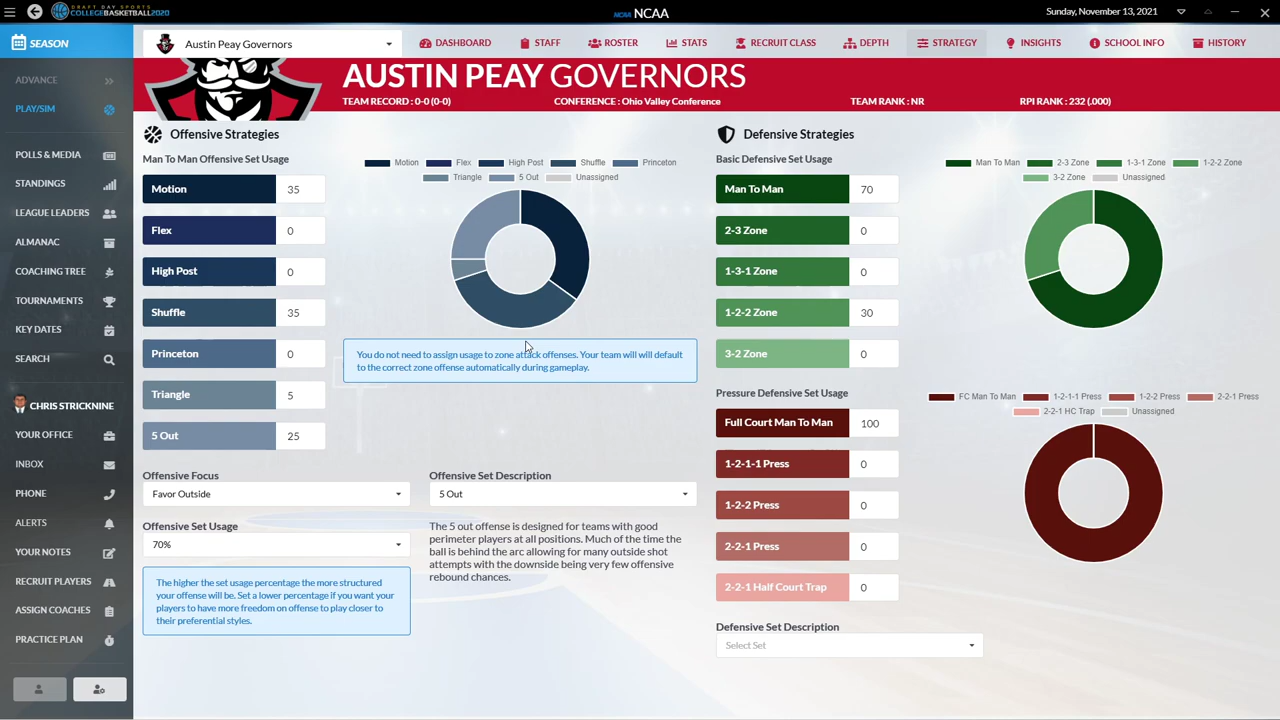 DRAFT DAY SPORTS
COLLEGEBASKETBALL2020
NCAA NCAA
Sunday, November 13, 2021
SEASON
Austin Peay Governors
DASHBOARD
STAFF
ROSTER
STATS
RECRUIT CLASS
DEPTH
STRATEGY
INSIGHTS
SCHOOL INFO
HISTORY
ADVANCE
PLAY/SIM
POLLS & MEDIA
STANDINGS
LEAGUE LEADERS
ALMANAC
COACHING TREE
TOURNAMENTS
KEY DATES
SEARCH
CHRIS STRICKNINE
YOUR OFFICE
INBOX
PHONE
ALERTS
YOUR NOTES
RECRUIT PLAYERS
ASSIGN COACHES
PRACTICE PLAN
AUSTIN PEAY GOVERNORS
TEAM RECORD : 0-0 (0-0)
CONFERENCE : Ohio Valley Conference
TEAM RANK : NR
RPI RANK : 232 (.000)
Offensive Strategies
Man To Man Offensive Set Usage
Motion 35
Flex 0
High Post 0
Shuffle 35
Princeton 0
Triangle 5
5 Out 25
Motion Flex High Post Shuffle Princeton
Triangle 5 Out Unassigned
You do not need to assign usage to zone attack offenses. Your team will will default
to the correct zone offense automatically during gameplay.
Offensive Focus
Favor Outside
Offensive Set Usage
70%
The higher the set usage percentage the more structured
your offense will be. Set a lower percentage if you want your
players to have more freedom on offense to play closer to
their preferential styles.
Offensive Set Description
5 Out
The 5 out offense is designed for teams with good
perimeter players at all positions. Much of the time the
ball is behind the arc allowing for many outside shot
attempts with the downside being very few offensive
rebound chances.
Defensive Strategies
Basic Defensive Set Usage
Man To Man 70
2-3 Zone 0
1-3-1 Zone 0
1-2-2 Zone 30
3-2 Zone 0
Man To Man 2-3 Zone 1-3-1 Zone 1-2-2 Zone
3-2 Zone Unassigned
Pressure Defensive Set Usage
Full Court Man To Man 100
1-2-1-1 Press 0
1-2-2 Press 0
2-2-1 Press 0
2-2-1 Half Court Trap 0
FC Man To Man 1-2-1-1 Press 1-2-2 Press 2-2-1 Press
2-2-1 HC Trap Unassigned
Defensive Set Description
Select Set